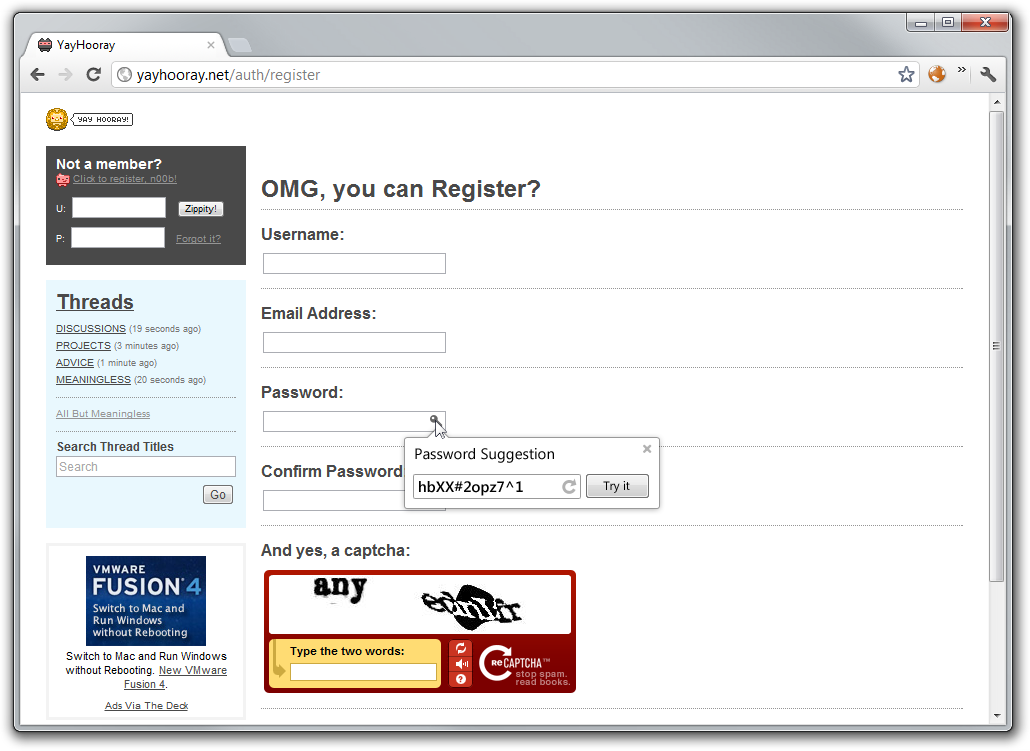 YayHooray
yayhooray.net/auth/register
YAY HOORAY!
Not a member?
Click to register, n00b!
U:
Zippity!
P:
Forgot it?
Threads
DISCUSSIONS (19 seconds ago)
PROJECTS (3 minutes ago)
ADVICE (1 minute ago)
MEANINGLESS (20 seconds ago)
All But Meaningless
Search Thread Titles
Search
Go
VMWARE
FUSION 4
Switch to Mac and
Run Windows
without Rebooting
Switch to Mac and Run Windows
without Rebooting. New VMware
Fusion 4.
Ads Via The Deck
OMG, you can Register?
Username:
Email Address:
Password:
Password Suggestion
hbXX#2opz7^1
Try it
Confirm Password
And yes, a captcha:
any
Type the two words:
reCAPTCHA™
stop spam.
read books.